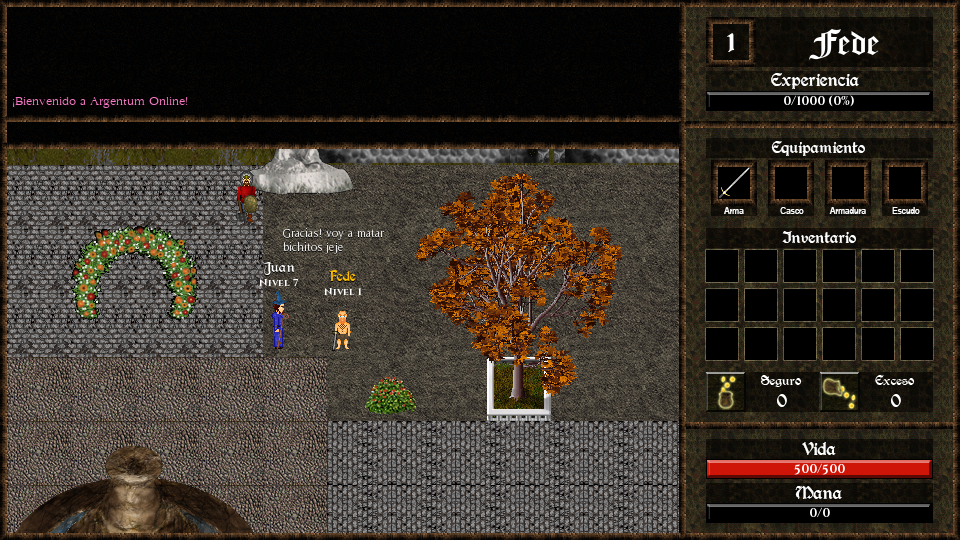 ¡Bienvenido a Argentum Online!
Gracias! voy a matar
bichitos jeje
Juan
Nivel 7
Fede
Nivel 1
1
Fede
Experiencia
0/1000 (0%)
Equipamiento
Arma Casco Armadura Escudo
Inventario
Seguro Exceso
0 0
Vida
500/500
Mana
0/0